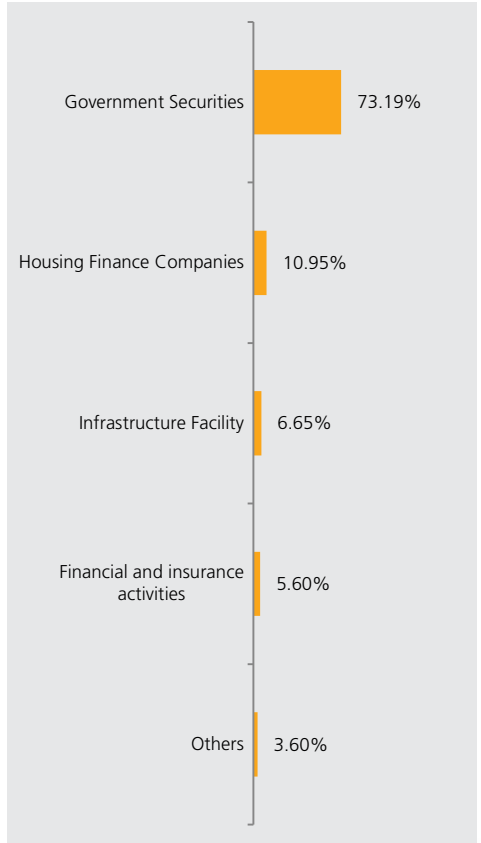 Government Securities 73.19%
Housing Finance Companies 10.95%
Infrastructure Facility 6.65%
Financial and insurance
activities 5.60%
Others 3.60%